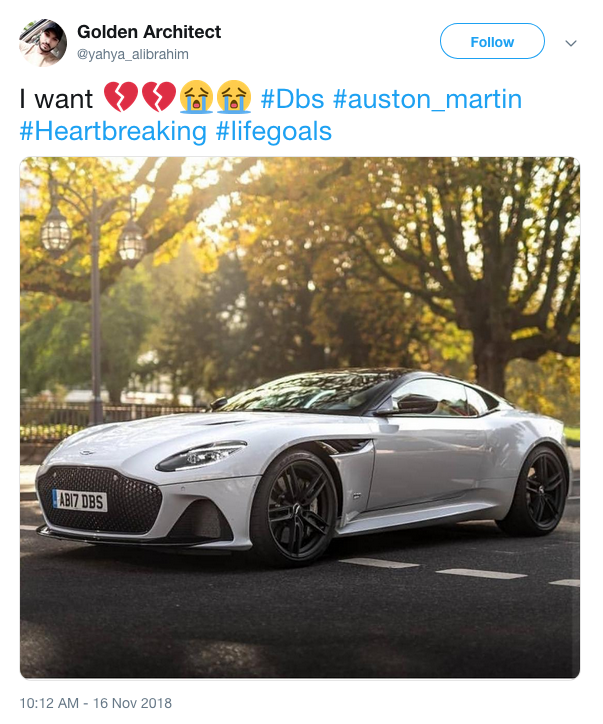 Golden Architect
@yahya_alibrahim
Follow
I want 💔💔😭😭 #Dbs #auston_martin
#Heartbreaking #lifegoals
AB17 DBS
10:12 AM - 16 Nov 2018